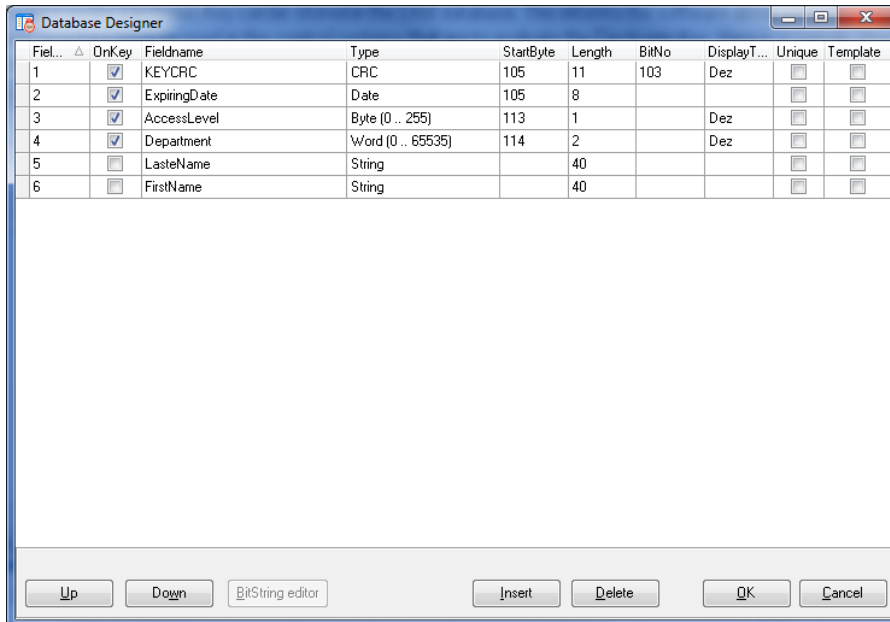 Database Designer
Fiel... OnKey Fieldname Type StartByte Length BitNo DisplayT... Unique Template
1 KEYCRC CRC 105 11 103 Dez
2 ExpiringDate Date 105 8
3 AccessLevel Byte (0 .. 255) 113 1 Dez
4 Department Word (0 .. 65535) 114 2 Dez
5 LasteName String 40
6 FirstName String 40
Up Down BitString editor Insert Delete OK Cancel